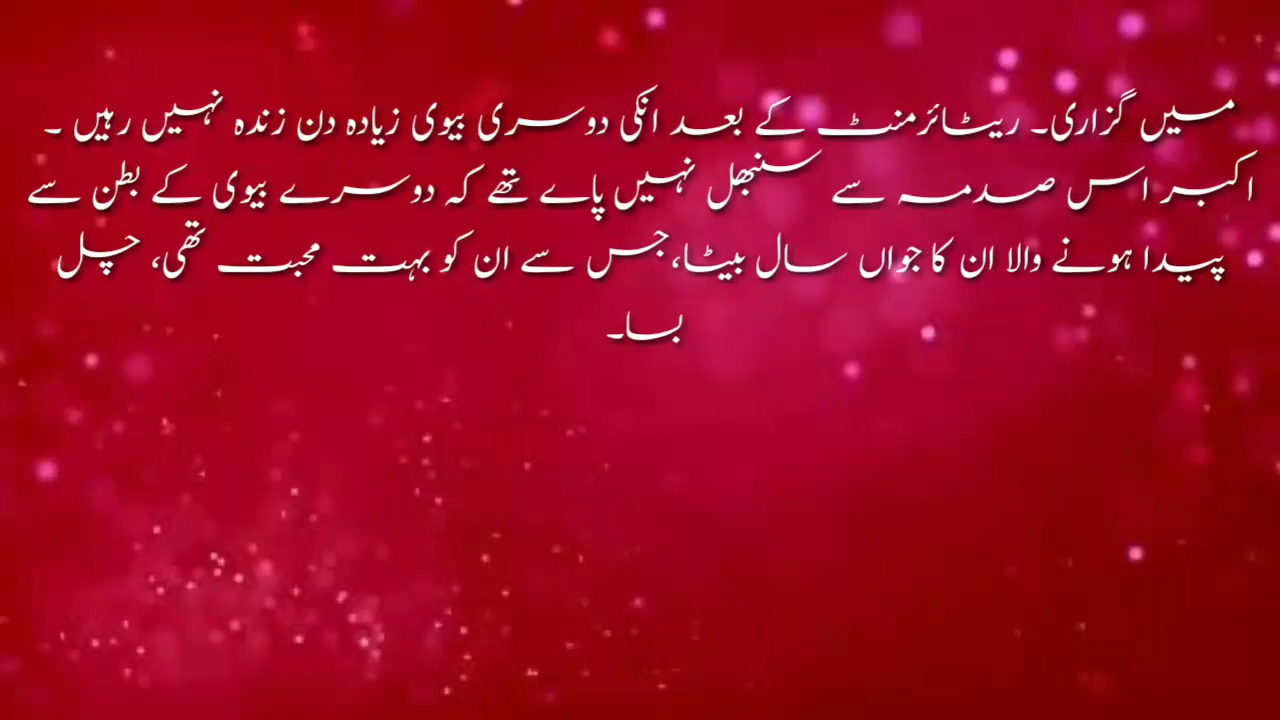 میں گزاری۔ ریٹائرمنٹ کے بعد انکی دوسری بیوی زیادہ دن زندہ نہیں رہیں ۔
اکبر اس صدمہ سے سنبھل نہیں پاے تھے کہ دوسرے بیوی کے بطن سے
پیدا ہونے والا ان کا جواں سال بیٹا،جس سے ان کو بہت محبت تھی، چل
بسا۔